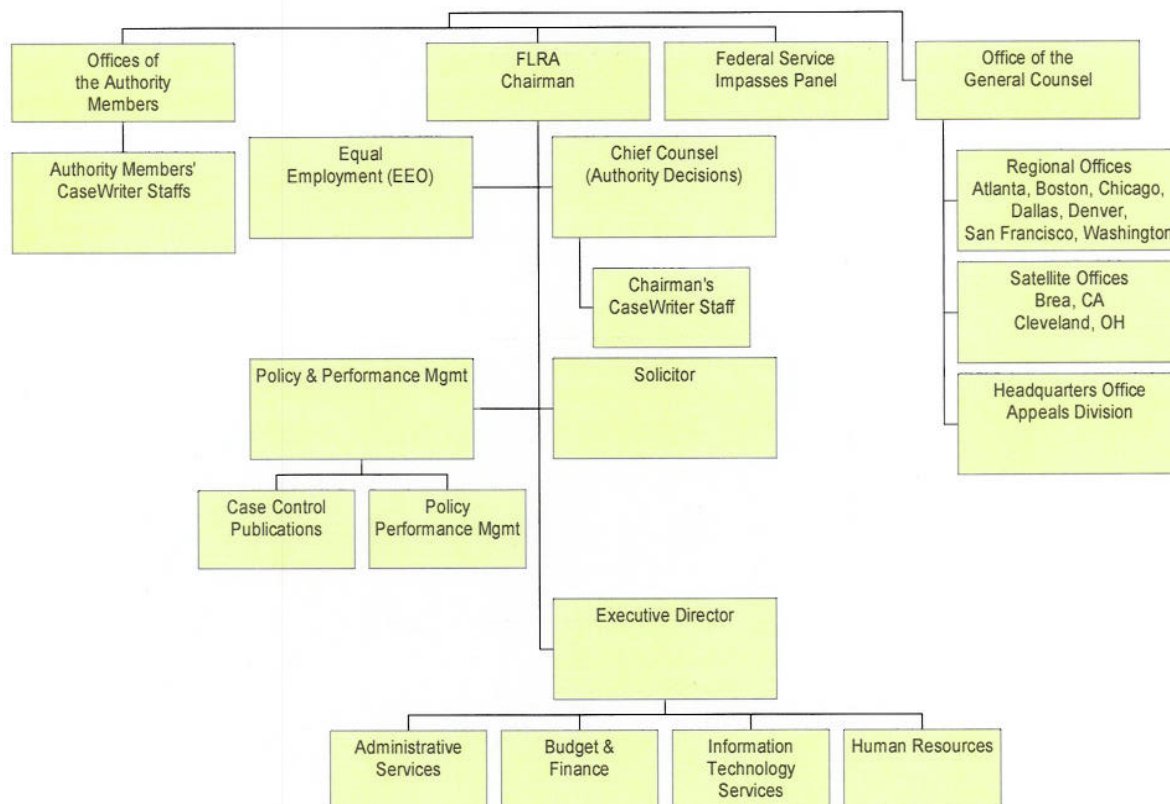 Offices of
the Authority
Members
FLRA
Chairman
Federal Service
Impasses Panel
Office of the
General Counsel
Authority Members'
CaseWriter Staffs
Equal
Employment (EEO)
Chief Counsel
(Authority Decisions)
Regional Offices
Atlanta, Boston, Chicago,
Dallas, Denver,
San Francisco, Washington
Chairman's
CaseWriter Staff
Satellite Offices
Brea, CA
Cleveland, OH
Policy & Performance Mgmt
Solicitor
Headquarters Office
Appeals Division
Case Control
Publications
Policy
Performance Mgmt
Executive Director
Administrative
Services
Budget &
Finance
Information
Technology
Services
Human Resources